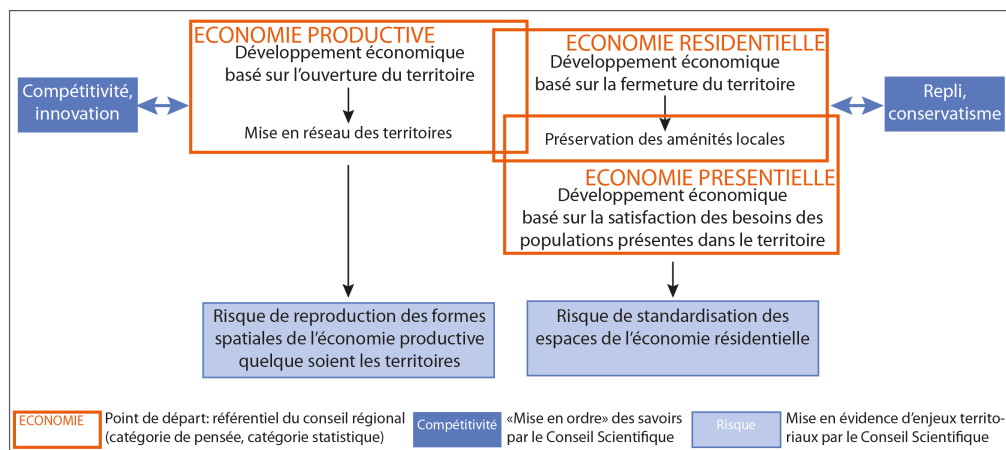 ECONOMIE PRODUCTIVE
Développement économique
basé sur l'ouverture du territoire
Mise en réseau des territoires
ECONOMIE RESIDENTIELLE
Développement économique
basé sur la fermeture du territoire
Préservation des aménités locales
Compétitivité,
innovation
Repli,
conservatisme
ECONOMIE PRESENTIELLE
Développement économique
basé sur la satisfaction des besoins des
populations présentes dans le territoire
Risque de reproduction des formes
spatiales de l'économie productive
quelque soient les territoires
Risque de standardisation des
espaces de l'économie résidentielle
ECONOMIE
Point de départ: référentiel du conseil régional
(catégorie de pensée, catégorie statistique)
Compétitivité
«Mise en ordre» des savoirs
par le Conseil Scientifique
Risque
Mise en évidence d'enjeux territo-
riaux par le Conseil Scientifique